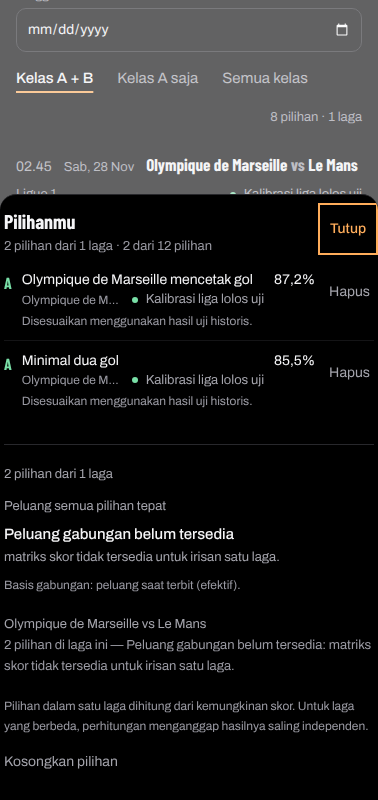 mm/dd/yyyy
Kelas A + B Kelas A saja Semua kelas
8 pilihan · 1 laga
02.45 Sab, 28 Nov Olympique de Marseille vs Le Mans
Ligue 1 Kalibrasi liga lolos uji
Pilihanmu
Tutup
2 pilihan dari 1 laga · 2 dari 12 pilihan
A Olympique de Marseille mencetak gol 87,2% Hapus
Olympique de M... Kalibrasi liga lolos uji
Disesuaikan menggunakan hasil uji historis.
A Minimal dua gol 85,5% Hapus
Olympique de M... Kalibrasi liga lolos uji
Disesuaikan menggunakan hasil uji historis.
2 pilihan dari 1 laga
Peluang semua pilihan tepat
Peluang gabungan belum tersedia
matriks skor tidak tersedia untuk irisan satu laga.
Basis gabungan: peluang saat terbit (efektif).
Olympique de Marseille vs Le Mans
2 pilihan di laga ini — Peluang gabungan belum tersedia: matriks
skor tidak tersedia untuk irisan satu laga.
Pilihan dalam satu laga dihitung dari kemungkinan skor. Untuk laga
yang berbeda, perhitungan menganggap hasilnya saling independen.
Kosongkan pilihan